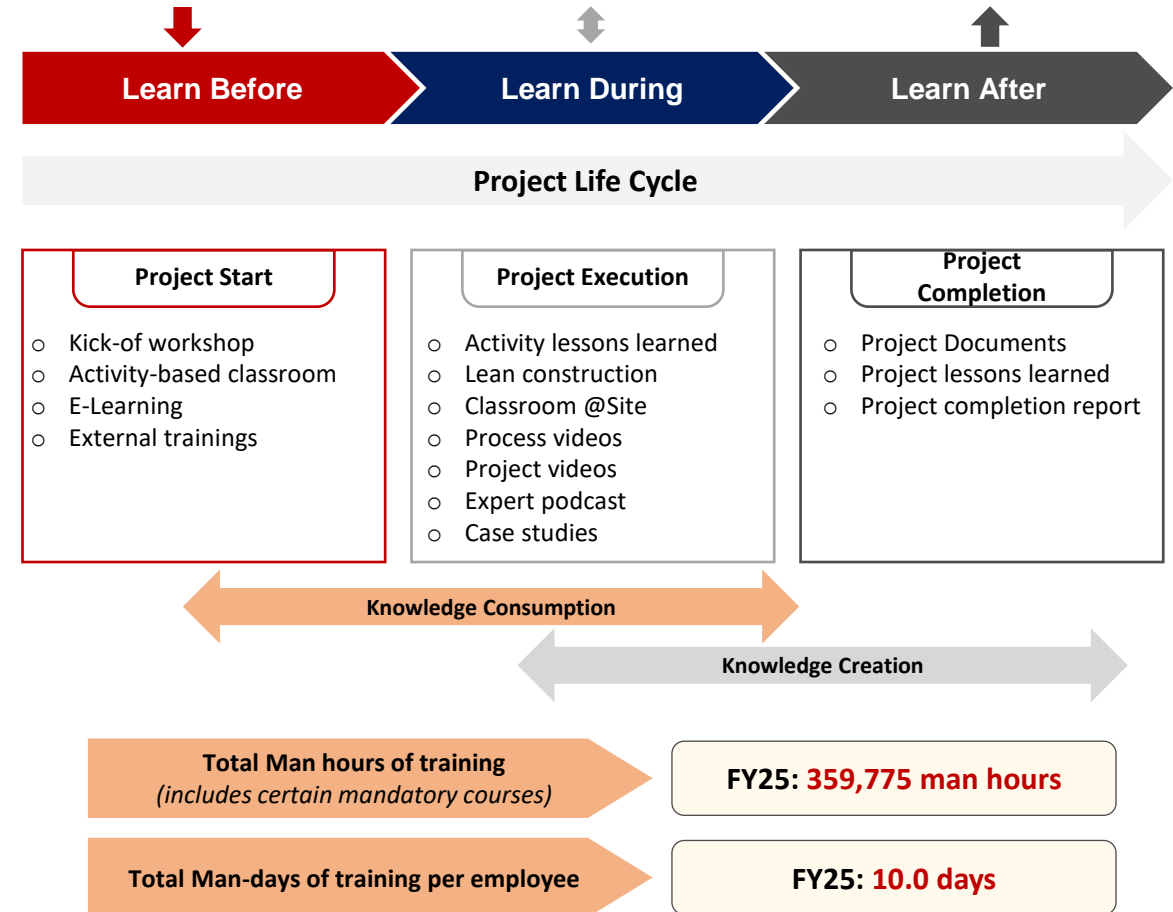 Learn Before
Learn During
Learn After
Project Life Cycle
Project Start
o Kick-of workshop
o Activity-based classroom
o E-Learning
o External trainings
Project Execution
o Activity lessons learned
o Lean construction
o Classroom @Site
o Process videos
o Project videos
o Expert podcast
o Case studies
Project
Completion
o Project Documents
o Project lessons learned
o Project completion report
Knowledge Consumption
Knowledge Creation
Total Man hours of training
(includes certain mandatory courses)
FY25: 359,775 man hours
Total Man-days of training per employee
FY25: 10.0 days